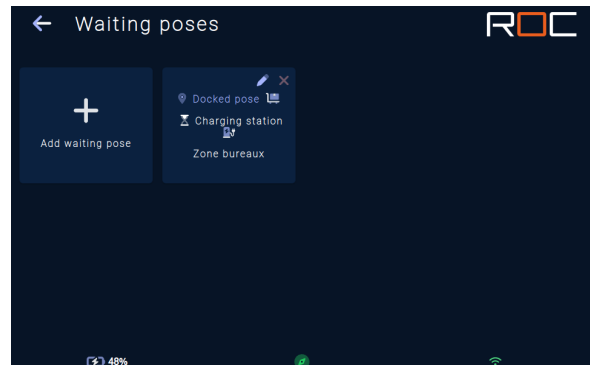 Waiting poses
ROC
Add waiting pose
Docked pose
Charging station
Zone bureaux
48%